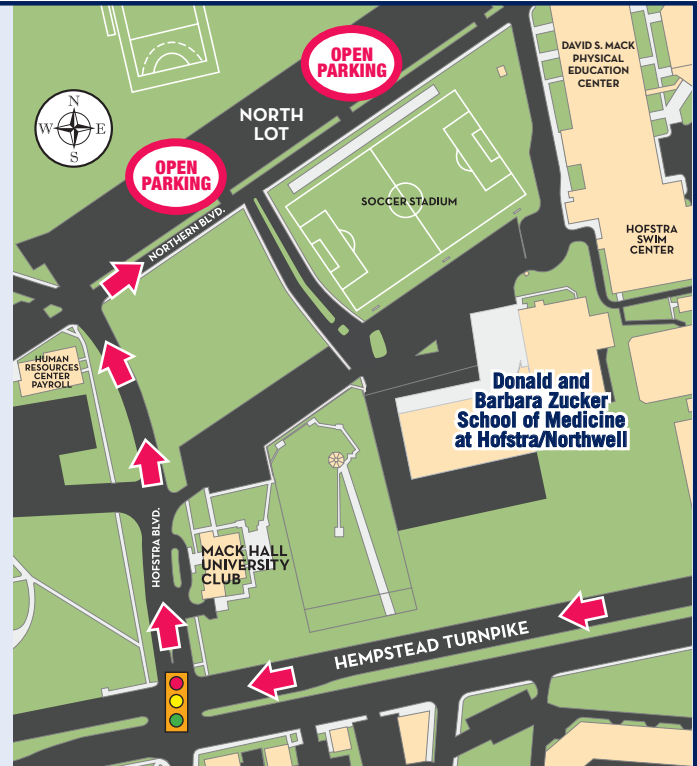 OPEN
PARKING
NORTH
LOT
DAVID S. MACK
PHYSICAL
EDUCATION
CENTER
N
W E
S
OPEN
PARKING
SOCCER STADIUM
NORTHERN BLVD.
HOFSTRA
SWIM
CENTER
HUMAN
RESOURCES
CENTER
PAYROLL
Donald and
Barbara Zucker
School of Medicine
at Hofstra/Northwell
HOFSTRA BLVD.
MACK HALL
UNIVERSITY
CLUB
HEMPSTEAD TURNPIKE